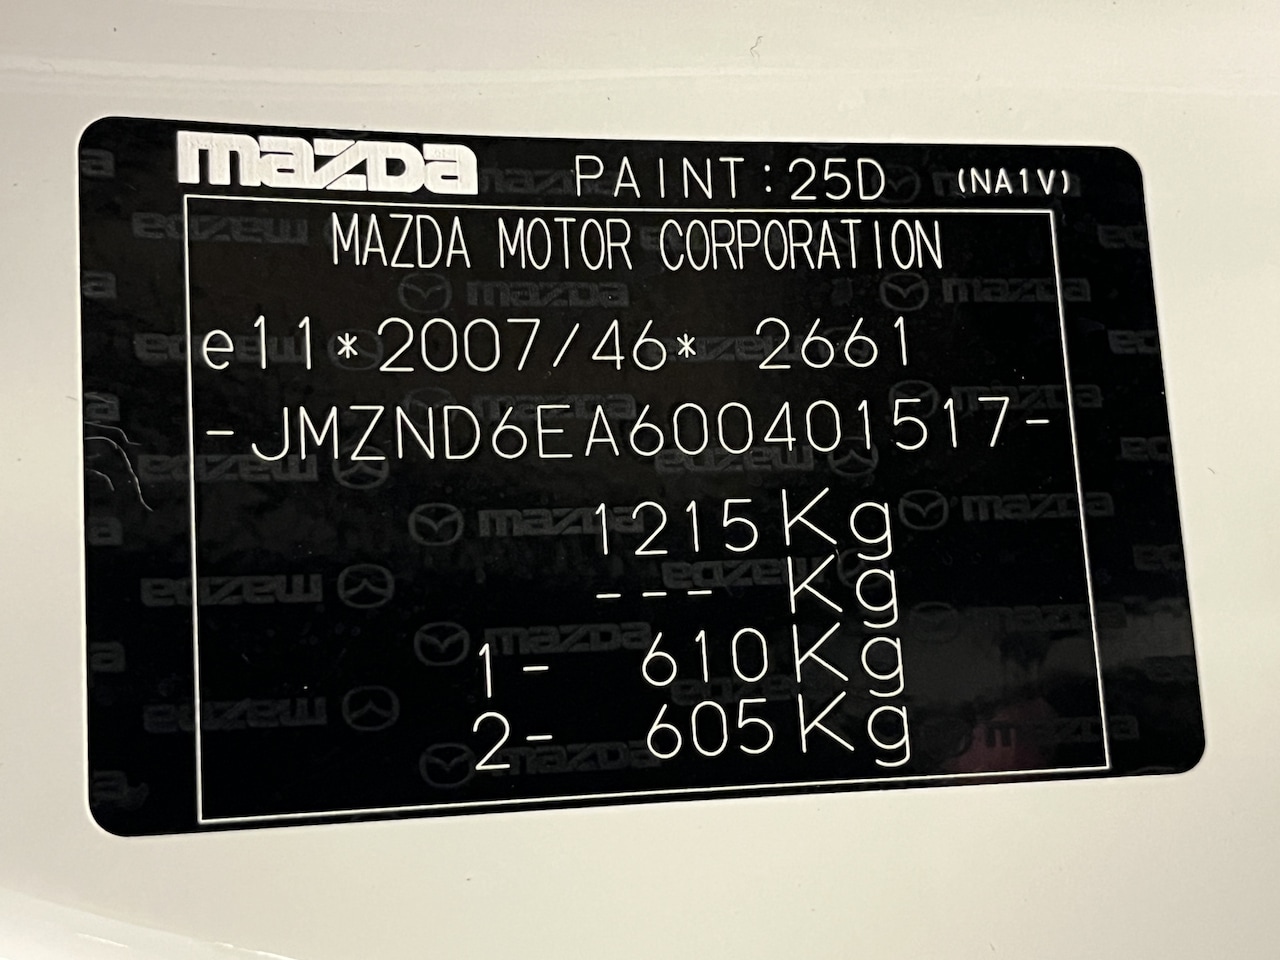 mazda PAINT:25D (NA1V)
MAZDA MOTOR CORPORATION
e11*2007/46* 2661
-JMZND6EA600401517-
1215Kg
---Kg
1- 610Kg
2- 605Kg